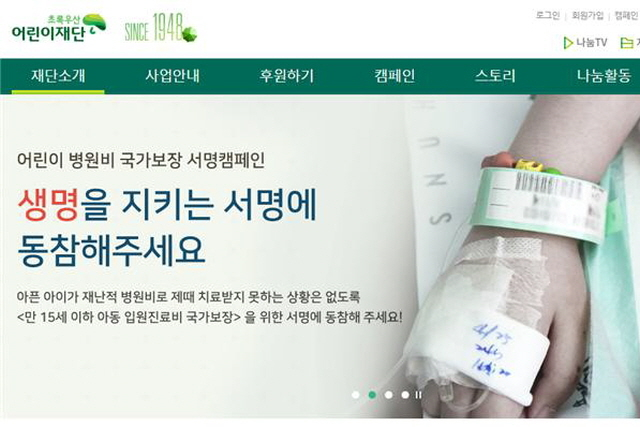 초록우산
어린이재단
SINCE 1948
로그인 | 회원가입 | 캠페인
나눔TV
재단소개 사업안내 후원하기 캠페인 스토리 나눔활동
어린이 병원비 국가보장 서명캠페인
생명을 지키는 서명에
동참해주세요
아픈 아이가 재난적 병원비로 제때 치료받지 못하는 상황은 없도록
<만 15세 이하 아동 입원진료비 국가보장> 을 위한 서명에 동참해 주세요!
SNUH